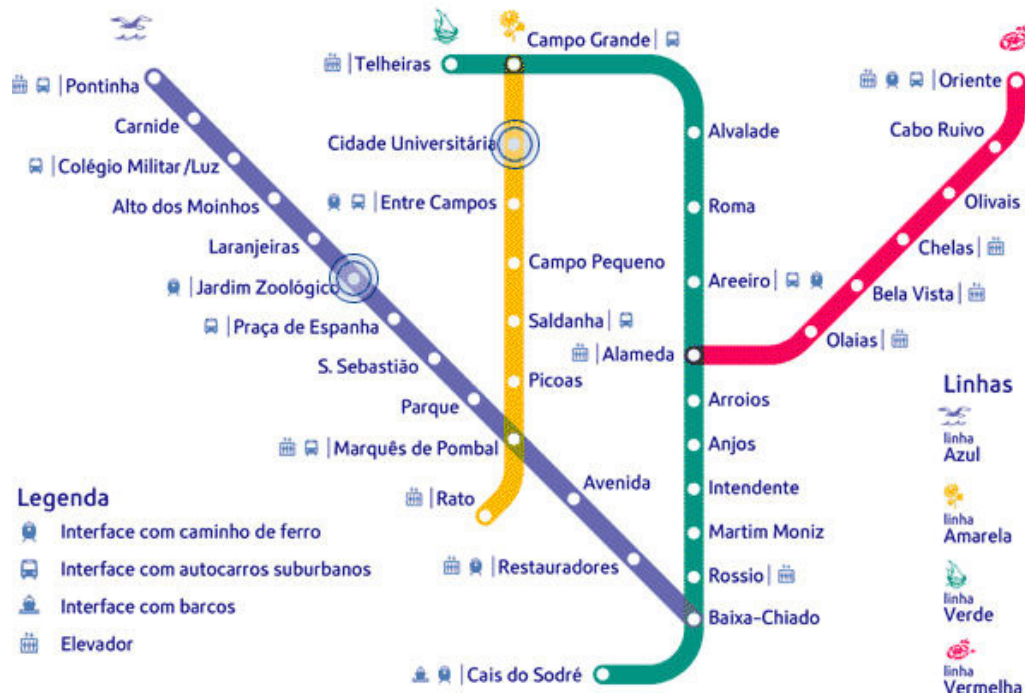 Campo Grande
Telheiras
Pontinha
Oriente
Carnide
Alvalade
Cabo Ruivo
Cidade Universitária
Colégio Militar/Luz
Olivais
Alto dos Moinhos
Entre Campos
Roma
Laranjeiras
Chelas
Campo Pequeno
Jardim Zoológico
Areeiro
Bela Vista
Praça de Espanha
Saldanha
Olaias
S. Sebastião
Alameda
Picoas
Linhas
Parque
Arroios
linha
Azul
Marquês de Pombal
Anjos
Avenida
Intendente
Legenda
Rato
linha
Amarela
Interface com caminho de ferro
Martim Moniz
Interface com autocarros suburbanos
Restauradores
Rossio
Interface com barcos
linha
Verde
Baixa-Chiado
Elevador
Cais do Sodré
linha
Vermelha